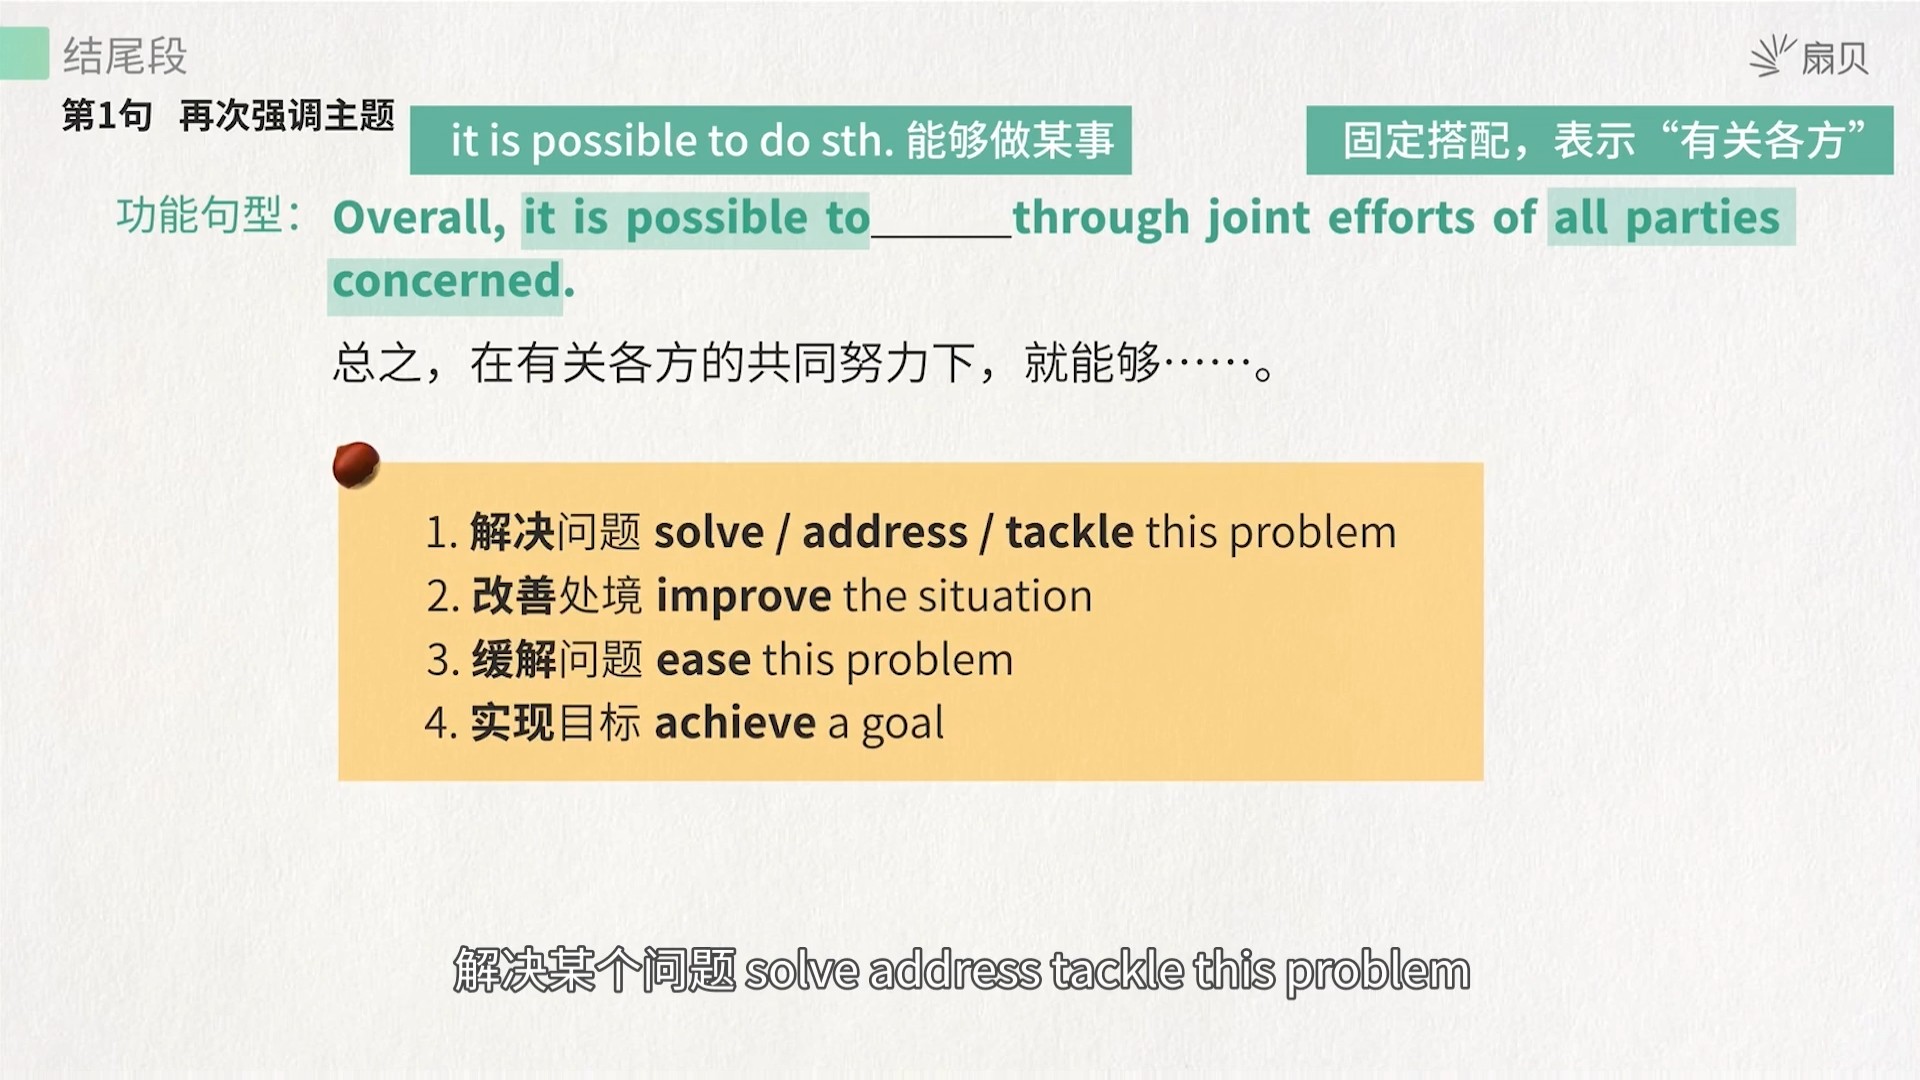 结尾段
扇贝
第1句 再次强调主题
it is possible to do sth. 能够做某事
固定搭配，表示“有关各方”
功能句型：Overall, it is possible to______through joint efforts of all parties
concerned.
总之，在有关各方的共同努力下，就能够……。
1. 解决问题 solve / address / tackle this problem
2. 改善处境 improve the situation
3. 缓解问题 ease this problem
4. 实现目标 achieve a goal
解决某个问题 solve address tackle this problem